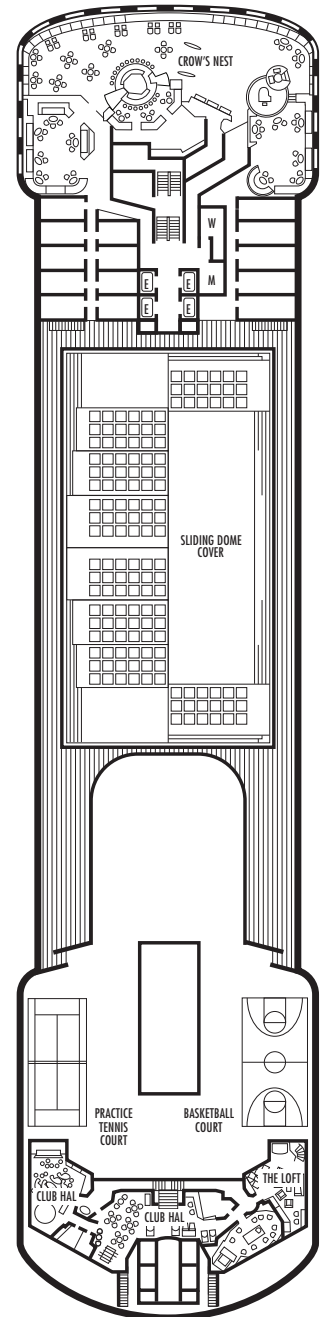 CROW'S NEST
W
M
E E
E E
SLIDING DOME
COVER
PRACTICE
TENNIS
COURT
BASKETBALL
COURT
CLUB HAL
THE LOFT
CLUB HAL